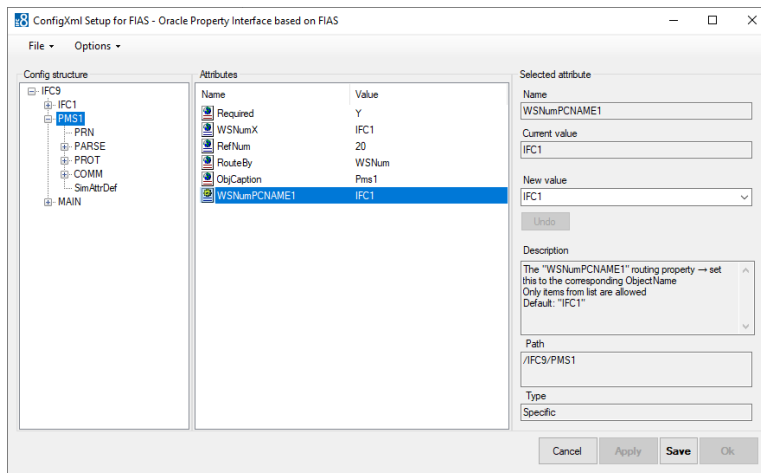 ConfigXml Setup for FIAS - Oracle Property Interface based on FIAS
File Options
Config structure
IFC9
IFC1
PMS1
PRN
PARSE
PROT
COMM
SimAttrDef
MAIN
Attributes
Name Value
Required Y
WSNumX IFC1
RefNum 20
RouteBy WSNum
ObjCaption Pms1
WSNumPCNAME1 IFC1
Selected attribute
Name
WSNumPCNAME1
Current value
IFC1
New value
IFC1
Undo
Description
The "WSNumPCNAME1" routing property → set
this to the corresponding ObjectName
Only items from list are allowed
Default: "IFC1"
Path
/IFC9/PMS1
Type
Specific
Cancel Apply Save Ok